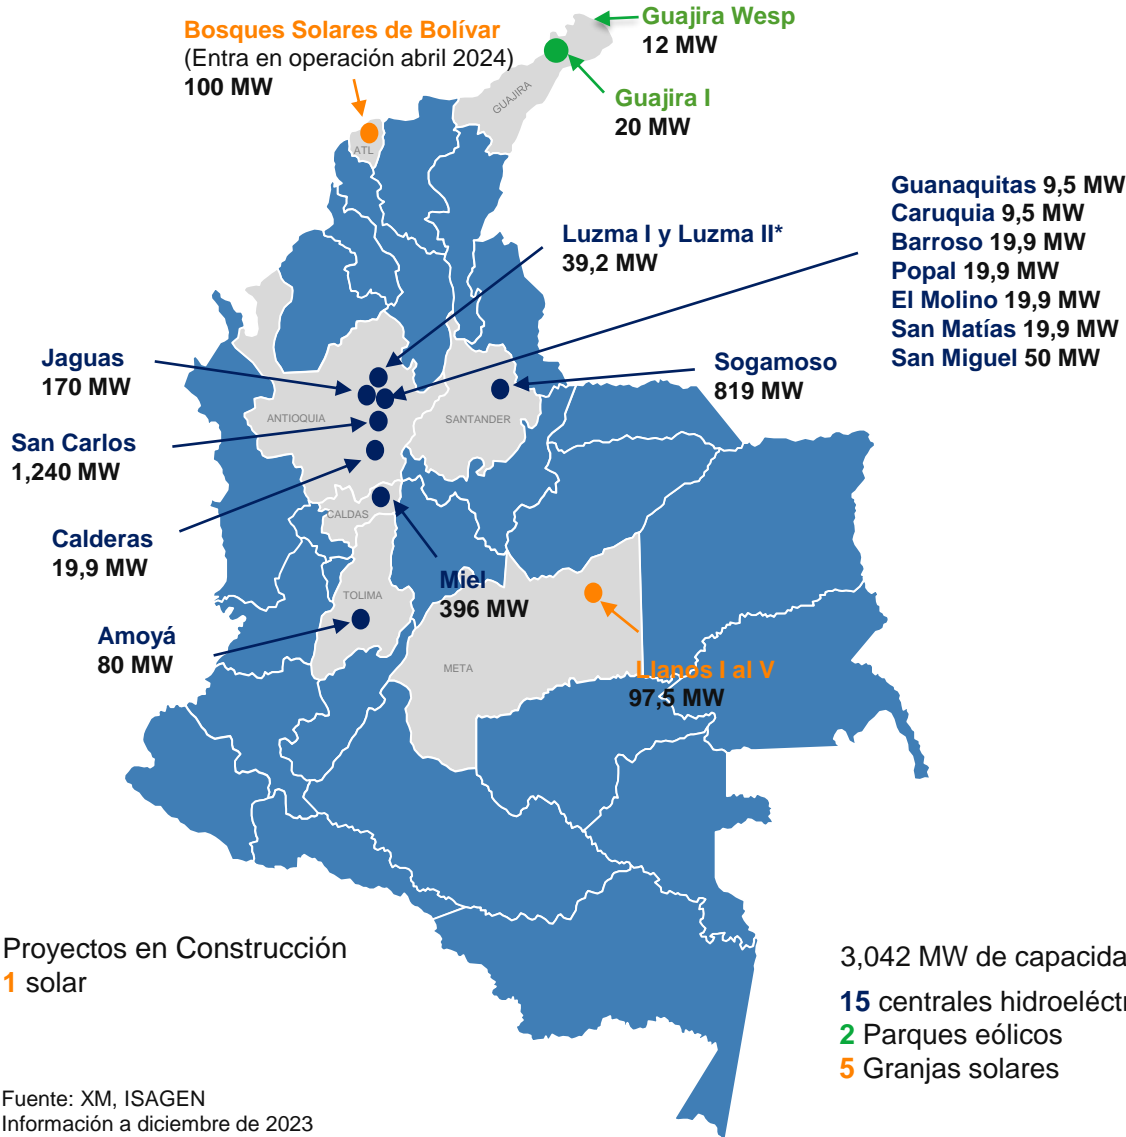 Bosques Solares de Bolívar
(Entra en operación abril 2024)
100 MW
Guajira Wesp
12 MW
Guajira I
20 MW
GUAJIRA
ATL
Guanaquitas 9,5 MW
Caruquia 9,5 MW
Barroso 19,9 MW
Popal 19,9 MW
El Molino 19,9 MW
San Matías 19,9 MW
San Miguel 50 MW
Luzma I y Luzma II*
39,2 MW
Jaguas
170 MW
Sogamoso
819 MW
ANTIOQUIA
SANTANDER
San Carlos
1,240 MW
CALDAS
Calderas
19,9 MW
Miel
396 MW
TOLIMA
Amoyá
80 MW
META
Llanos I al V
97,5 MW
Proyectos en Construcción
1 solar
3,042 MW de capacida
15 centrales hidroeléctr
2 Parques eólicos
5 Granjas solares
Fuente: XM, ISAGEN
Información a diciembre de 2023